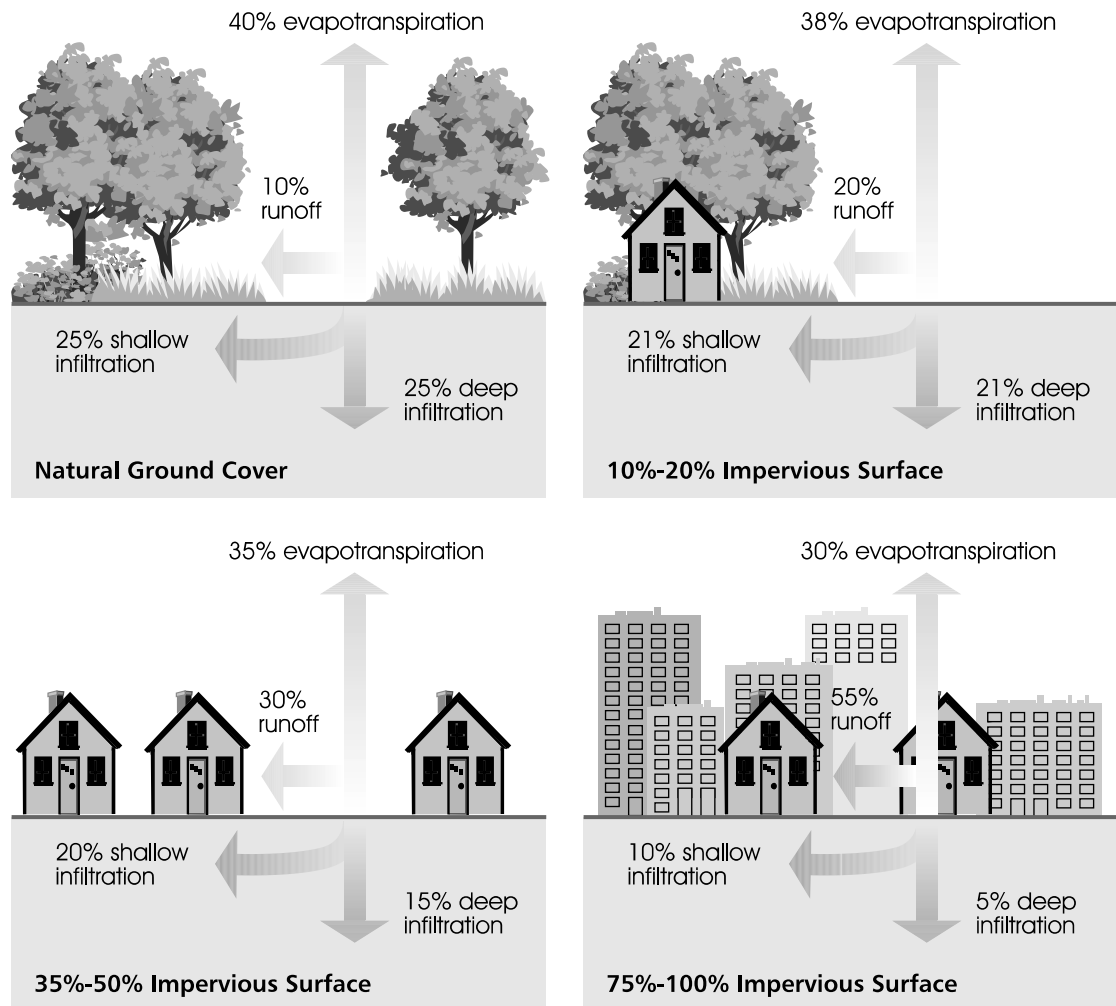 40% evapotranspiration
10%
runoff
25% shallow
infiltration
25% deep
infiltration
Natural Ground Cover
38% evapotranspiration
20%
runoff
21% shallow
infiltration
21% deep
infiltration
10%-20% Impervious Surface
35% evapotranspiration
30%
runoff
20% shallow
infiltration
15% deep
infiltration
35%-50% Impervious Surface
30% evapotranspiration
55%
runoff
10% shallow
infiltration
5% deep
infiltration
75%-100% Impervious Surface